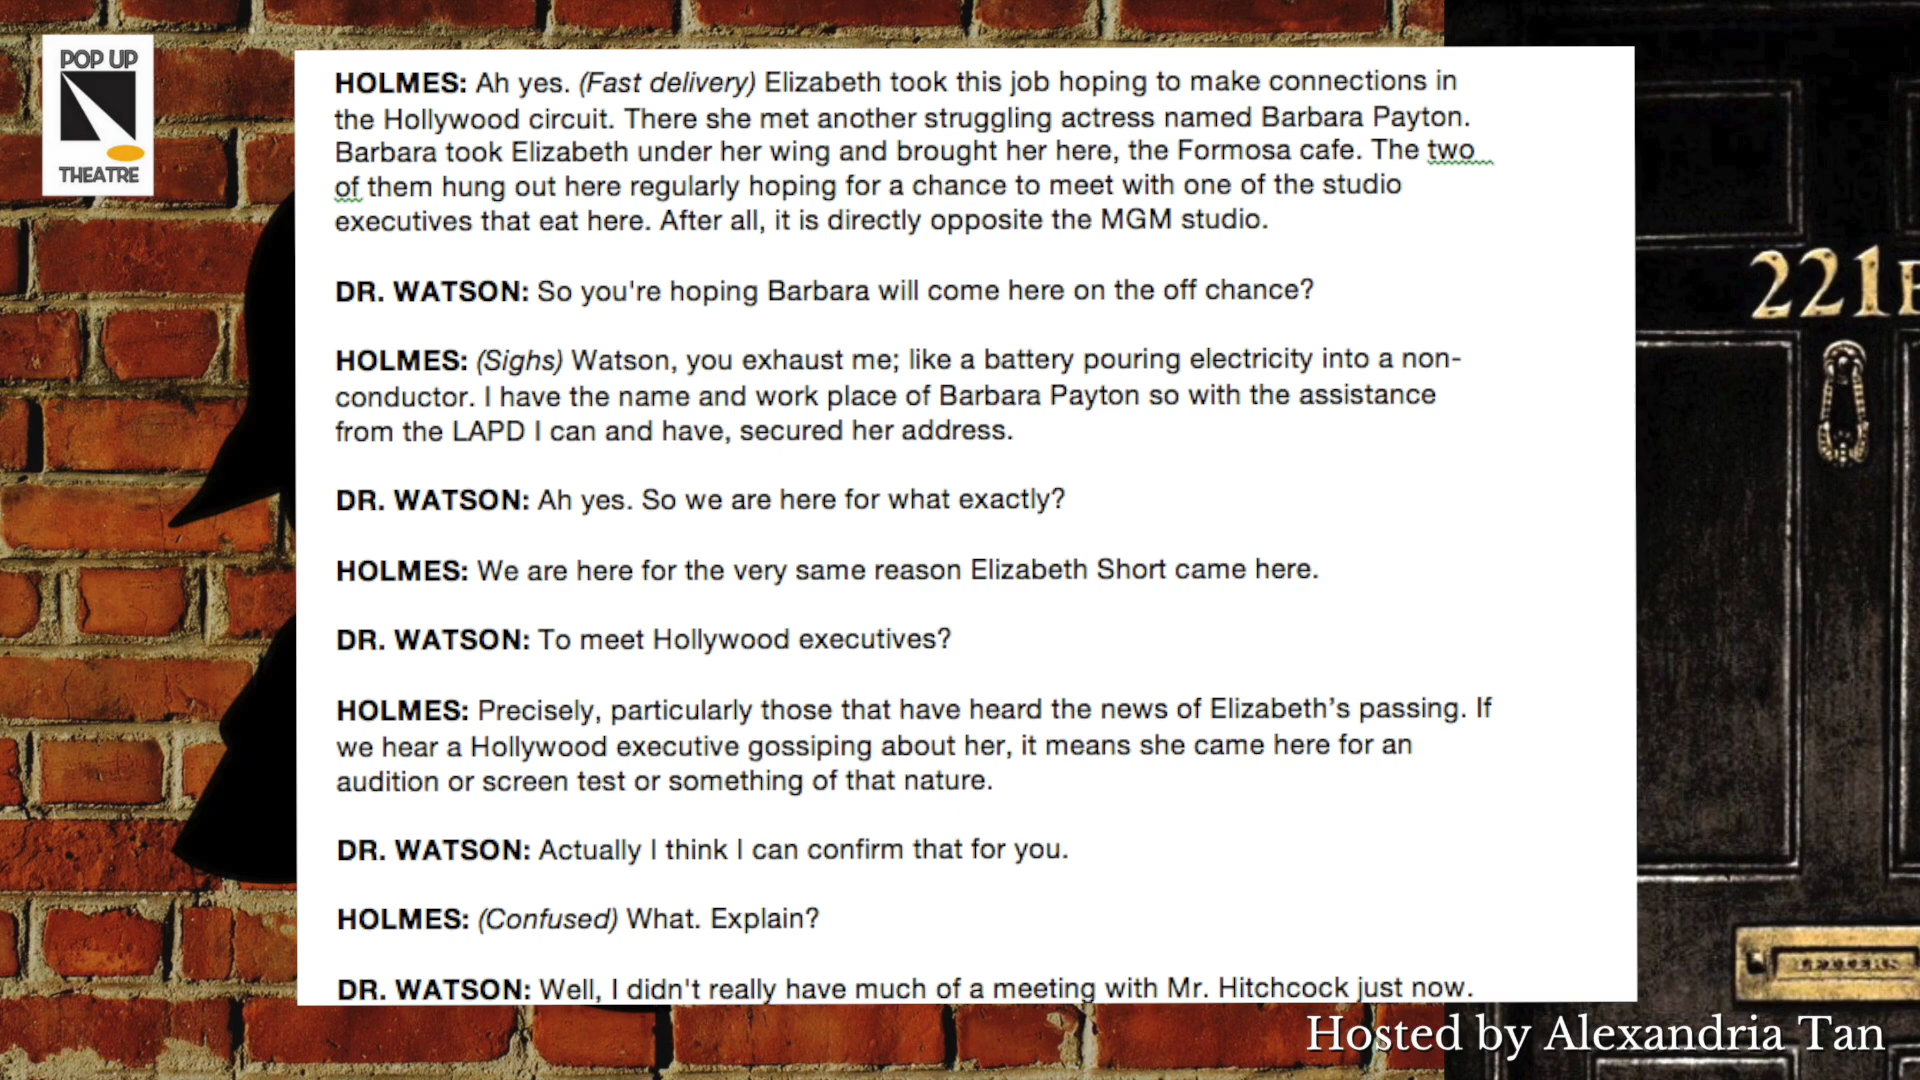 POP UP
THEATRE
HOLMES: Ah yes. (Fast delivery) Elizabeth took this job hoping to make connections in
the Hollywood circuit. There she met another struggling actress named Barbara Payton.
Barbara took Elizabeth under her wing and brought her here, the Formosa cafe. The two
of them hung out here regularly hoping for a chance to meet with one of the studio
executives that eat here. After all, it is directly opposite the MGM studio.
DR. WATSON: So you're hoping Barbara will come here on the off chance?
HOLMES: (Sighs) Watson, you exhaust me; like a battery pouring electricity into a non-
conductor. I have the name and work place of Barbara Payton so with the assistance
from the LAPD I can and have, secured her address.
DR. WATSON: Ah yes. So we are here for what exactly?
HOLMES: We are here for the very same reason Elizabeth Short came here.
DR. WATSON: To meet Hollywood executives?
HOLMES: Precisely, particularly those that have heard the news of Elizabeth’s passing. If
we hear a Hollywood executive gossiping about her, it means she came here for an
audition or screen test or something of that nature.
DR. WATSON: Actually I think I can confirm that for you.
HOLMES: (Confused) What. Explain?
DR. WATSON: Well, I didn't really have much of a meeting with Mr. Hitchcock just now.
221B
Hosted by Alexandria Tan